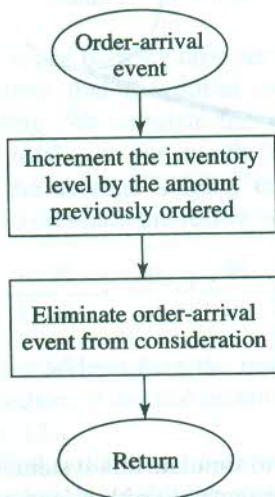 Order-arrival
event
Increment the inventory
level by the amount
previously ordered
Eliminate order-arrival
event from consideration
Return